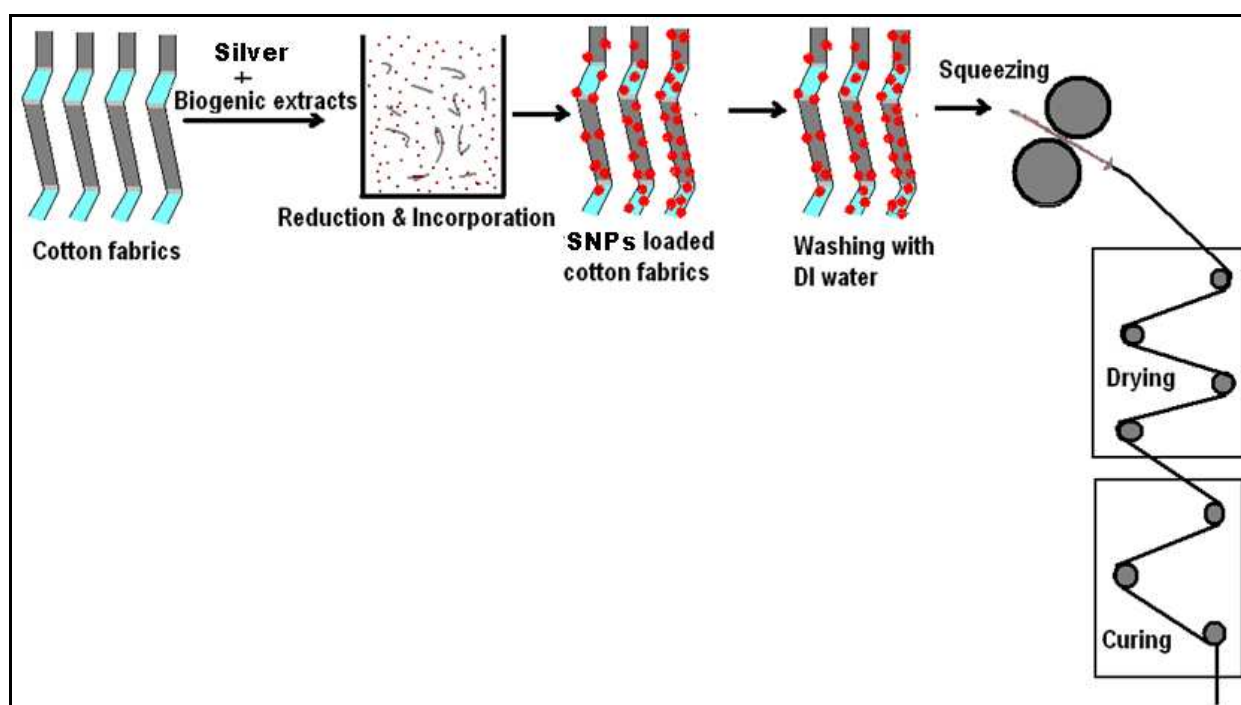 Silver
+
Biogenic extracts
Cotton fabrics
Reduction & Incorporation
SNPs loaded
cotton fabrics
Washing with
DI water
Squeezing
Drying
Curing